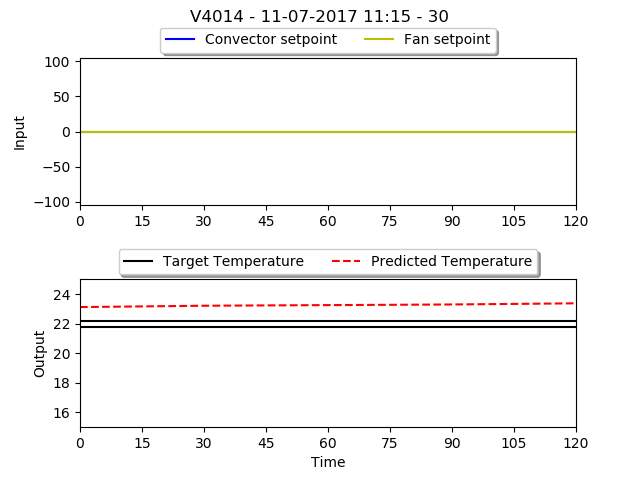 V4014 - 11-07-2017 11:15 - 30
Convector setpoint Fan setpoint
100
50
0
−50
−100
Input
0 15 30 45 60 75 90 105 120
Target Temperature Predicted Temperature
24
22
20
18
16
Output
0 15 30 45 60 75 90 105 120
Time